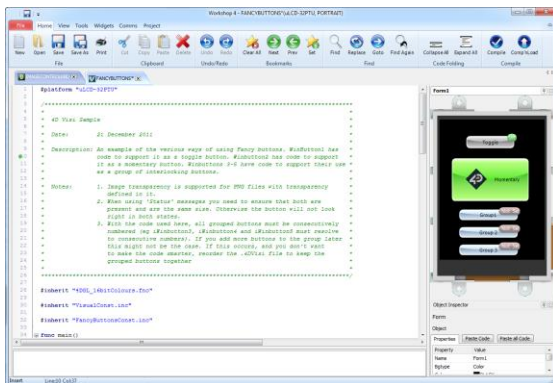 Workshop 4 - FANCYBUTTONS*(uLCD-32PTU, PORTRAIT)
File Home View Tools Widgets Comms Project
New Open Save Save As Print Cut Copy Paste Delete Undo Redo Clear All Next Prev Set Find Replace Goto Find Again Collapse All Expand All Compile Comp'nLoad
File Clipboard Undo/Redo Bookmarks Find Code Folding Compile
FANCYBUTTONS*
#platform "uLCD-32PTU"
4D Visi Sample
Date: 21 December 2011
Description: An example of the various ways of using Fancy buttons. WinButton1 has
code to support it as a toggle button. Winbutton2 has code to support
it as a momentary button. Winbuttons 3-5 have code to support their use
as a group of interlocking buttons.
Notes: 1. Image transparency is supported for PNG files with transparency
defined in it.
2. When using 'Status' messages you need to ensure that both are
present and are the same size. Otherwise the button will not look
right in both states.
3. With the code used here, all grouped buttons must be consecutively
numbered (eg iWinbutton3, iWinbutton4 and iWinbutton5 must resolve
to consecutive numbers). If you add more buttons to the group later
this might not be the case. If this occurs, and you don't want
to make the code smarter, reorder the .4DVisi file to keep the
grouped buttons together
#inherit "4DGL_16bitColours.fnc"
#inherit "VisualConst.inc"
#inherit "FancyButtonsConst.inc"
func main()
Form1
Toggle
4D Momentary
Group1
Group 2
Group 3
Object Inspector
Form
Object
Properties Paste Code Paste all Code
Property Value
Name Form1
Bgtype Color
Insert